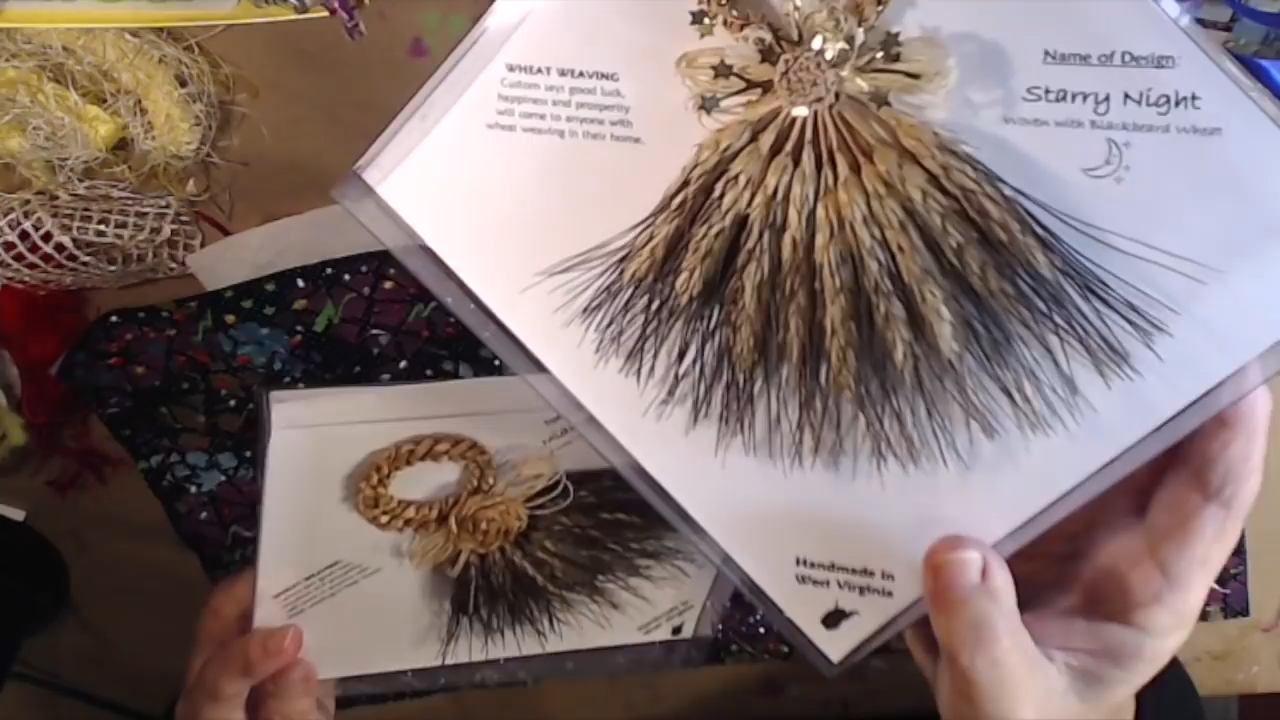 WHEAT WEAVING
Custom says good luck,
happiness and prosperity
will come to anyone with
wheat weaving in their home.
Name of Design:
Starry Night
Woven with Blackbeard Wheat
Handmade in
West Virginia